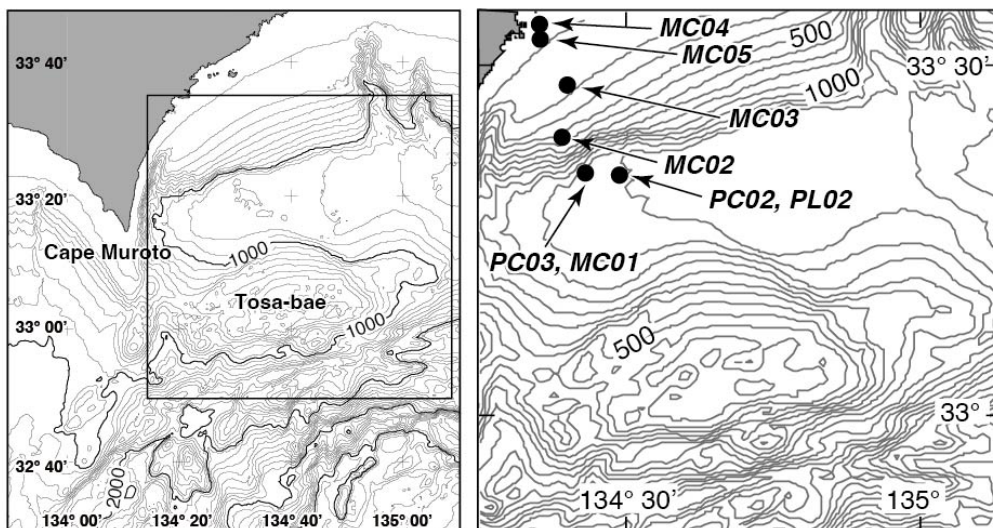 33° 40’
33° 20’
Cape Muroto
1000
Tosa-bae
33° 00’
1000
32° 40’
2000
134° 00’
134° 20’
134° 40’
135° 00’
MC04
MC05
500
33° 30’
1000
MC03
MC02
PC02, PL02
PC03, MC01
500
33°
134° 30’
135°